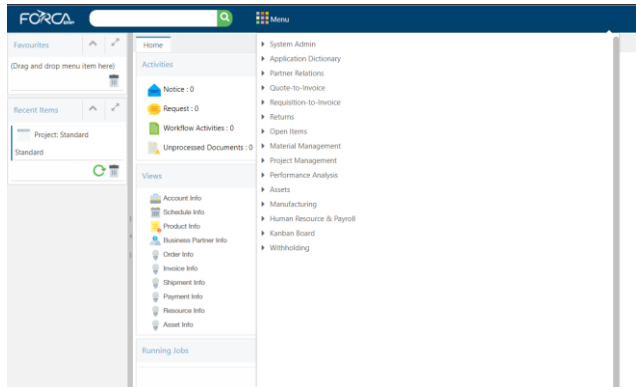 FORCA
Menu
Favourites
(Drag and drop menu item here)
Recent Items
Project: Standard
Standard
Home
Activities
Notice : 0
Request : 0
Workflow Activities : 0
Unprocessed Documents : 0
Views
Account Info
Schedule Info
Product Info
Business Partner Info
Order Info
Invoice Info
Shipment Info
Payment Info
Resource Info
Asset Info
Running Jobs
System Admin
Application Dictionary
Partner Relations
Quote-to-Invoice
Requisition-to-Invoice
Returns
Open Items
Material Management
Project Management
Performance Analysis
Assets
Manufacturing
Human Resource & Payroll
Kanban Board
Withholding